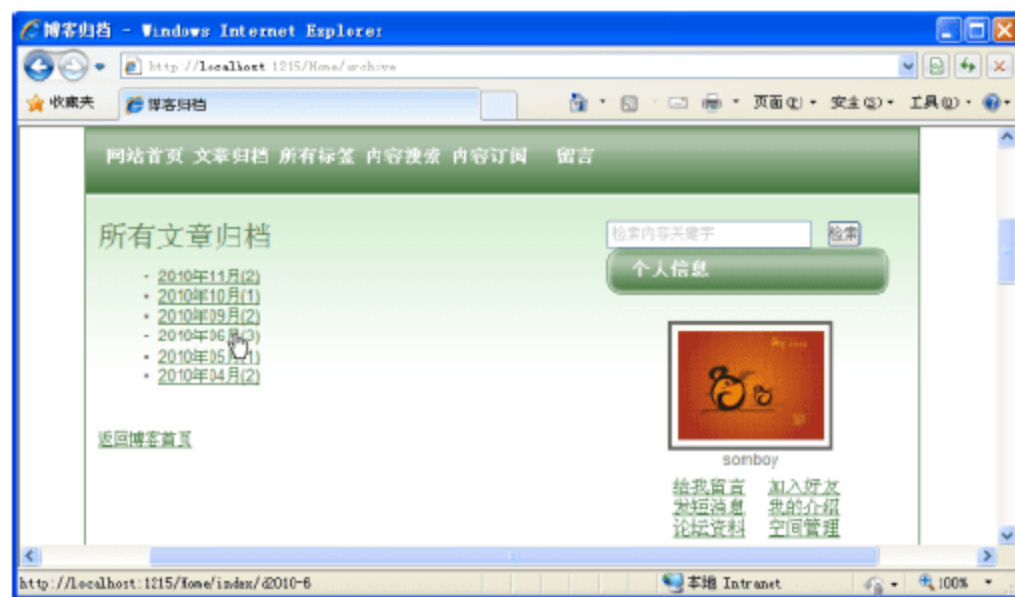 博客归档 - Windows Internet Explorer
http://localhost:1215/Home/archive
收藏夹 博客归档 页面(P) 安全(S) 工具(O)
网站首页 文章归档 所有标签 内容搜索 内容订阅 留言
所有文章归档
检索内容关键字 检索
个人信息
- 2010年11月(2)
- 2010年10月(1)
- 2010年09月(2)
- 2010年06月(3)
- 2010年05月(1)
- 2010年04月(2)
返回博客首页
somboy
给我留言 加入好友
发短消息 我的介绍
论坛资料 空间管理
http://localhost:1215/Home/index/d2010-6 本地 Intranet 100%